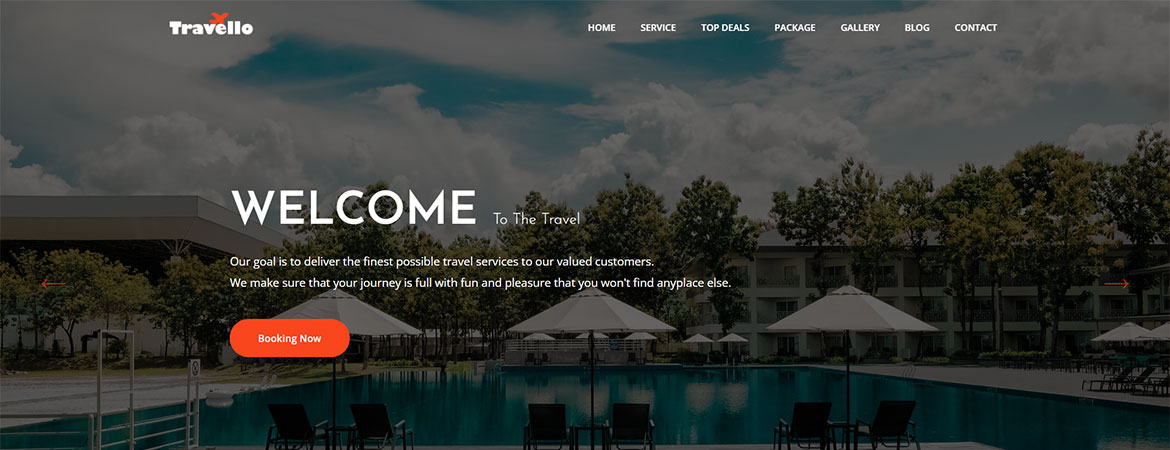 Travello
HOME SERVICE TOP DEALS PACKAGE GALLERY BLOG CONTACT
WELCOME To The Travel
Our goal is to deliver the finest possible travel services to our valued customers.
We make sure that your journey is full with fun and pleasure that you won't find anyplace else.
Booking Now